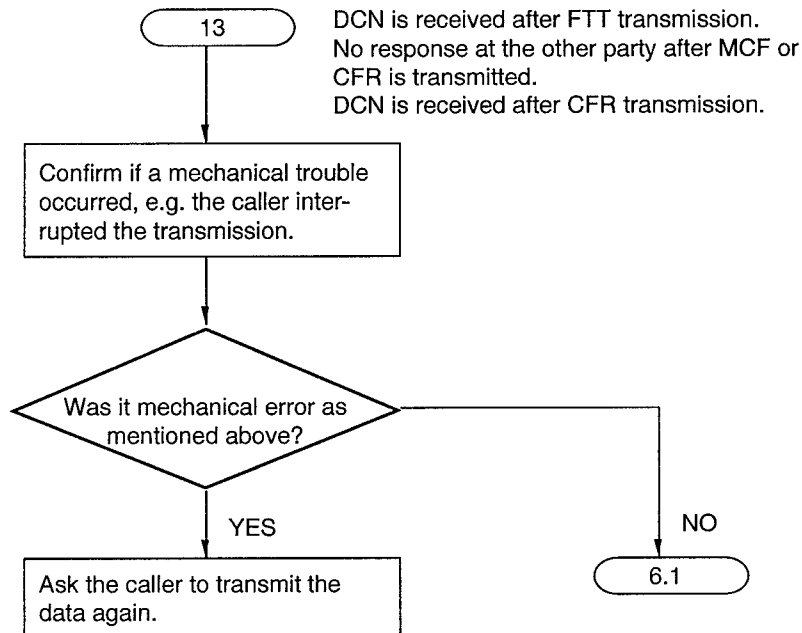 13
DCN is received after FTT transmission.
No response at the other party after MCF or
CFR is transmitted.
DCN is received after CFR transmission.
Confirm if a mechanical trouble
occurred, e.g. the caller inter-
rupted the transmission.
Was it mechanical error as
mentioned above?
YES
NO
Ask the caller to transmit the
data again.
6.1